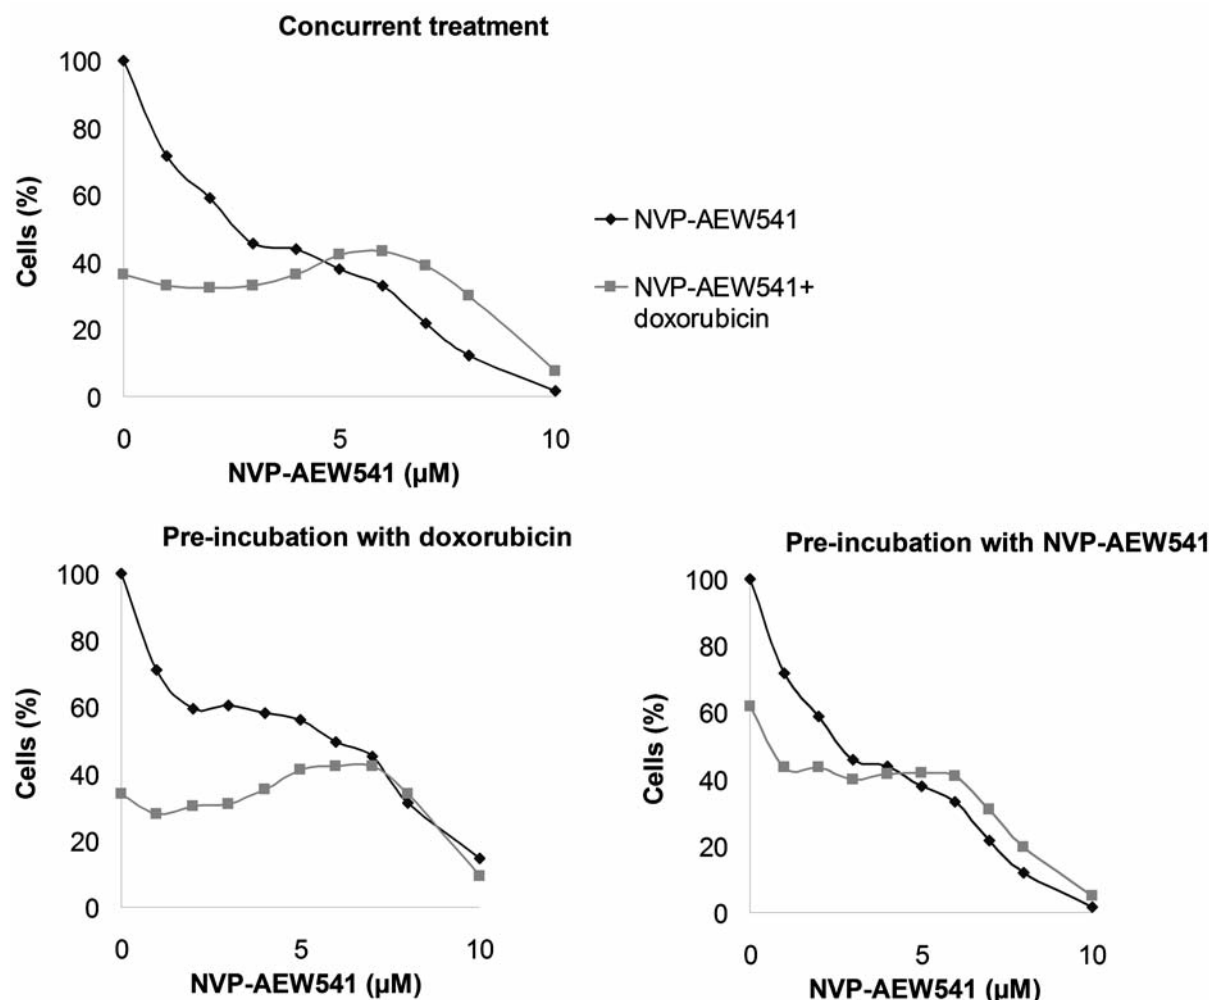 Concurrent treatment
100
80
60
40
20
0
Cells (%)
0 5 10
NVP-AEW541 (µM)
NVP-AEW541
NVP-AEW541+
doxorubicin
Pre-incubation with doxorubicin
100
80
60
40
20
0
Cells (%)
0 5 10
NVP-AEW541 (µM)
Pre-incubation with NVP-AEW541
100
80
60
40
20
0
Cells (%)
0 5 10
NVP-AEW541 (µM)